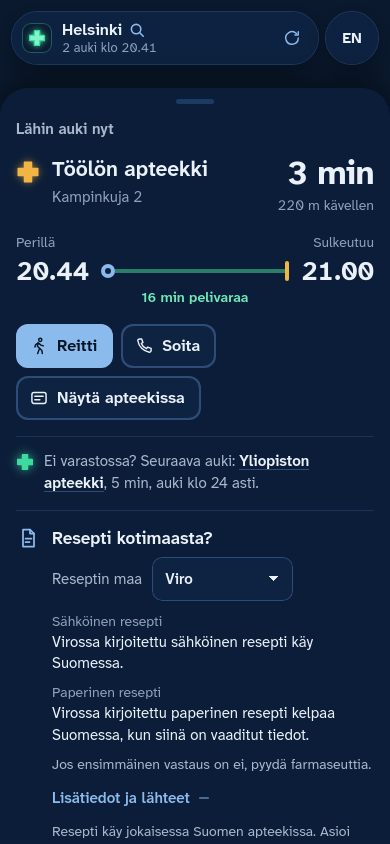 Helsinki
2 auki klo 20.41
EN
Lähin auki nyt
Töölön apteekki
3 min
Kampinkuja 2
220 m kävellen
Perillä
Sulkeutuu
20.44
21.00
16 min pelivaraa
Reitti
Soita
Näytä apteekissa
Ei varastossa? Seuraava auki: Yliopiston
apteekki, 5 min, auki klo 24 asti.
Resepti kotimaasta?
Reseptin maa
Viro
Sähköinen resepti
Virossa kirjoitettu sähköinen resepti käy
Suomessa.
Paperinen resepti
Virossa kirjoitettu paperinen resepti kelpaa
Suomessa, kun siinä on vaaditut tiedot.
Jos ensimmäinen vastaus on ei, pyydä farmaseuttia.
Lisätiedot ja lähteet –
Resepti käy jokaisessa Suomen apteekissa. Asioi